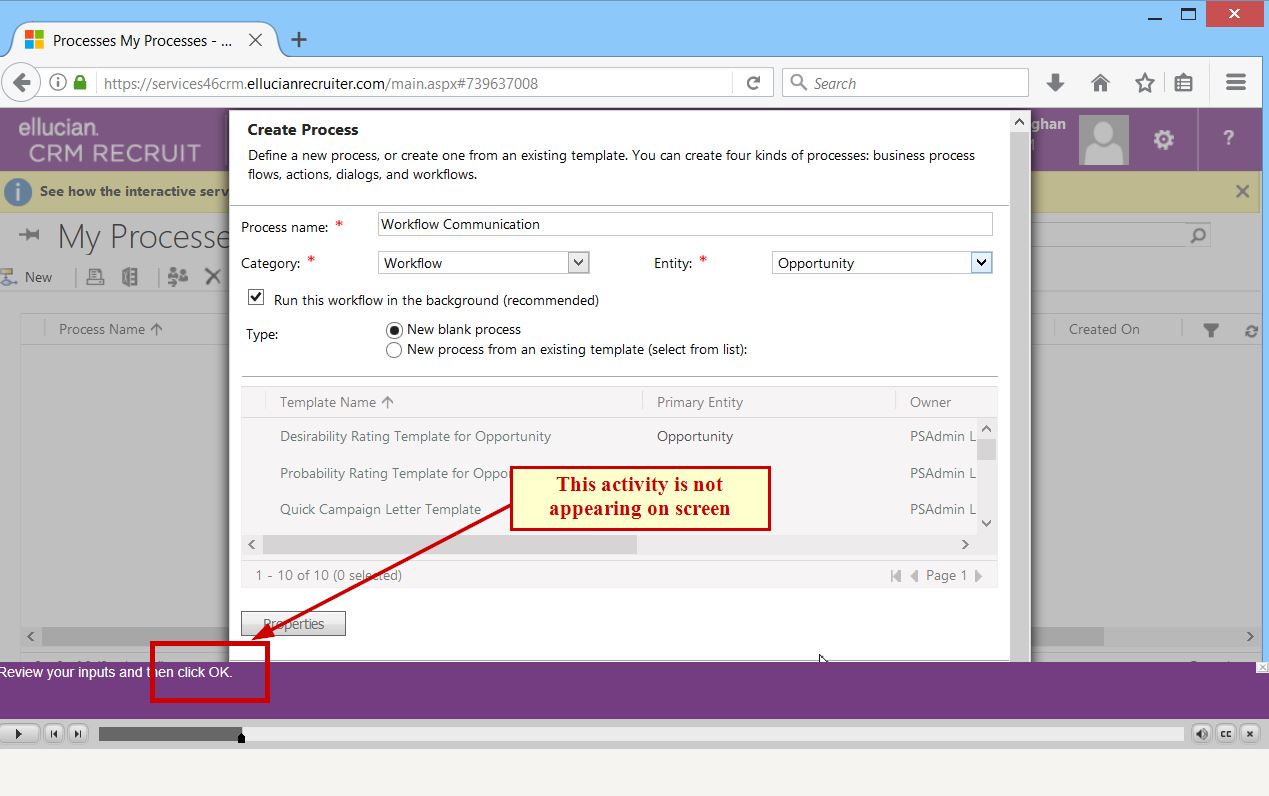 Processes My Processes - ...
https://services46crm.ellucianrecruiter.com/main.aspx#739637008
Search
ellucian.
CRM RECRUIT
ghan
?
See how the interactive serv
My Processe
New
Process Name
Created On
Create Process
Define a new process, or create one from an existing template. You can create four kinds of processes: business process
flows, actions, dialogs, and workflows.
Process name: *
Workflow Communication
Category: *
Workflow
Entity: *
Opportunity
Run this workflow in the background (recommended)
Type:
New blank process
New process from an existing template (select from list):
Template Name
Primary Entity
Owner
Desirability Rating Template for Opportunity
Opportunity
PSAdmin L
Probability Rating Template for Oppo
PSAdmin L
Quick Campaign Letter Template
PSAdmin L
This activity is not
appearing on screen
1 - 10 of 10 (0 selected)
Page 1
Properties
Review your inputs and then click OK.
CC